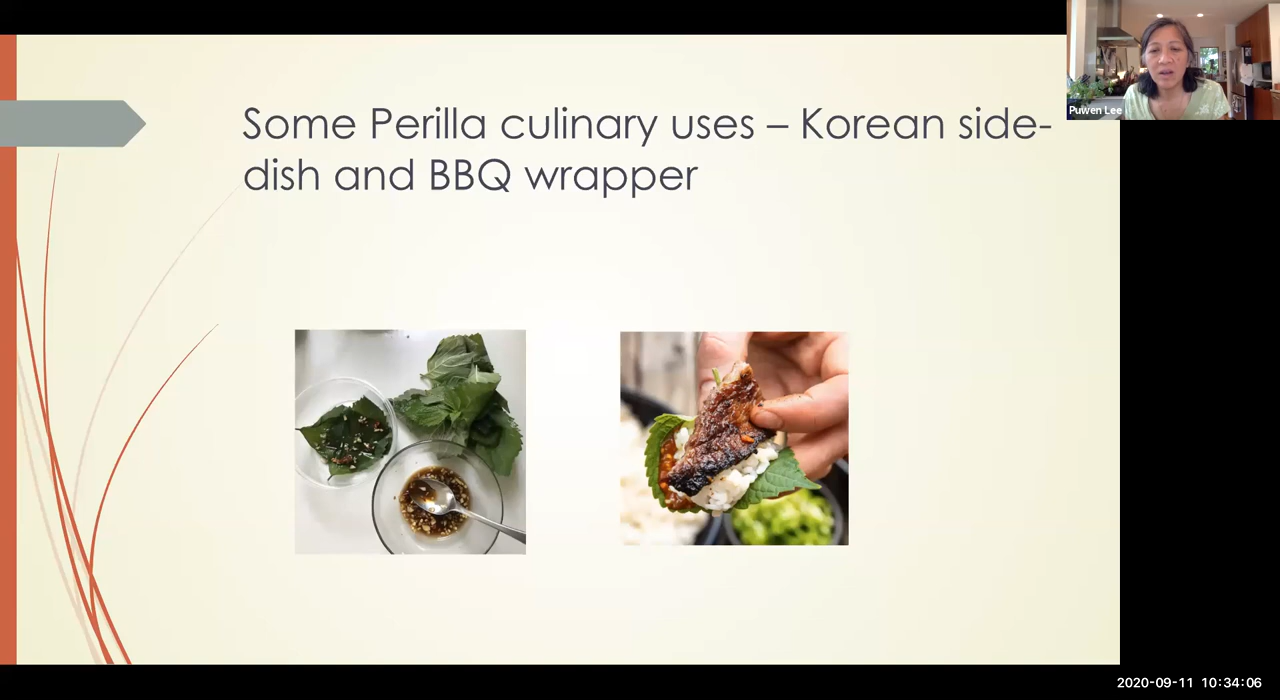 Some Perilla culinary uses – Korean side-
dish and BBQ wrapper
Puwen Lee
2020-09-11 10:34:06